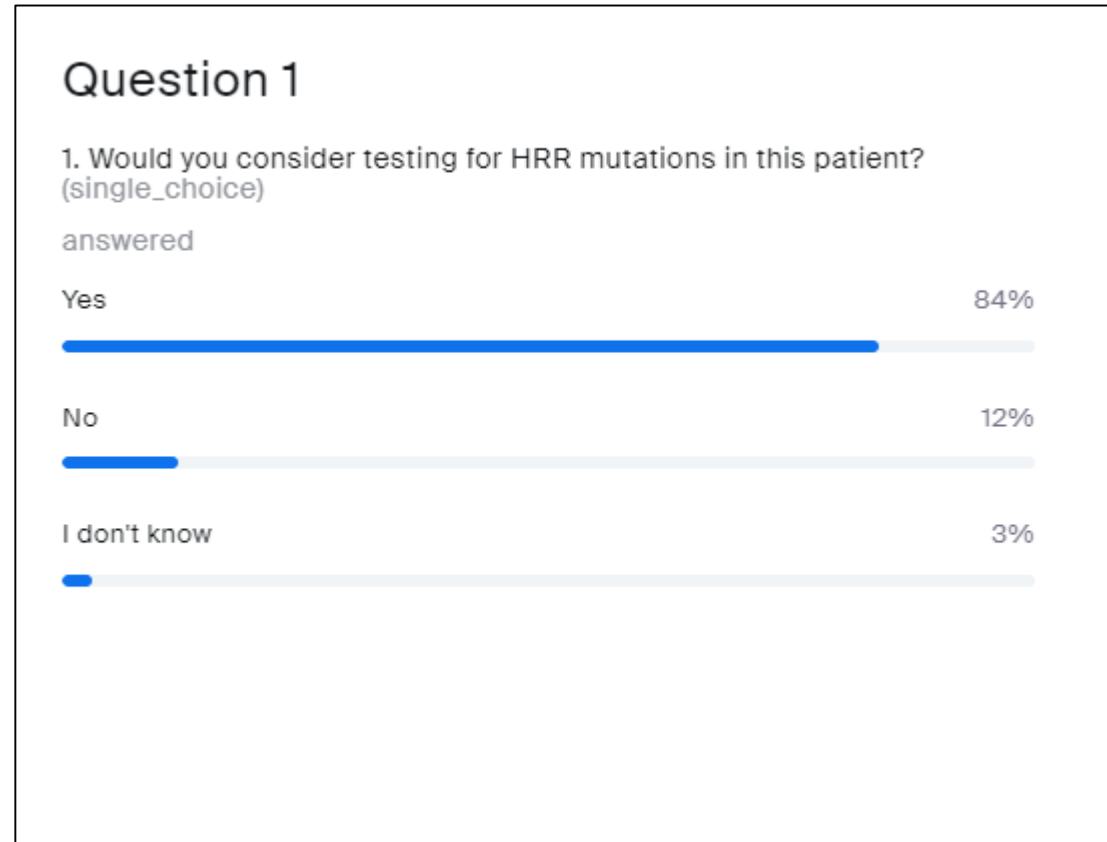 Question 1
1. Would you consider testing for HRR mutations in this patient?
(single_choice)
answered
Yes 84%
No 12%
I don't know 3%